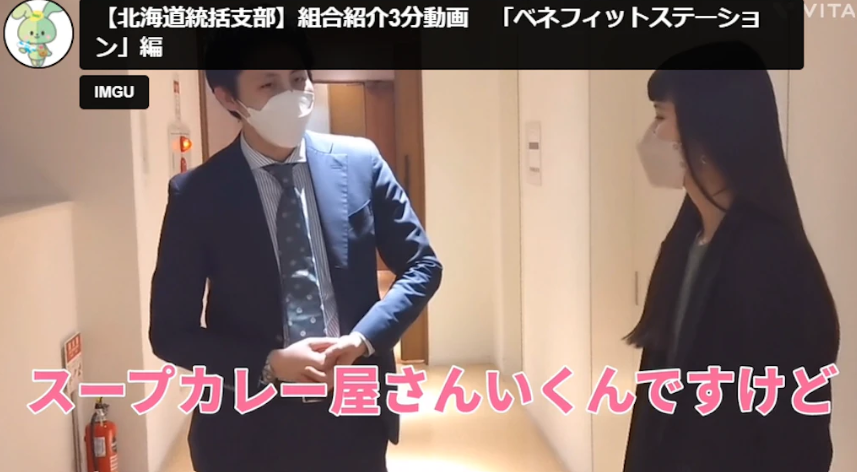 【北海道統括支部】組合紹介3分動画 「ベネフィットステーショ
ン」編
VITA
IMGU
スープカレー屋さんいくんですけど